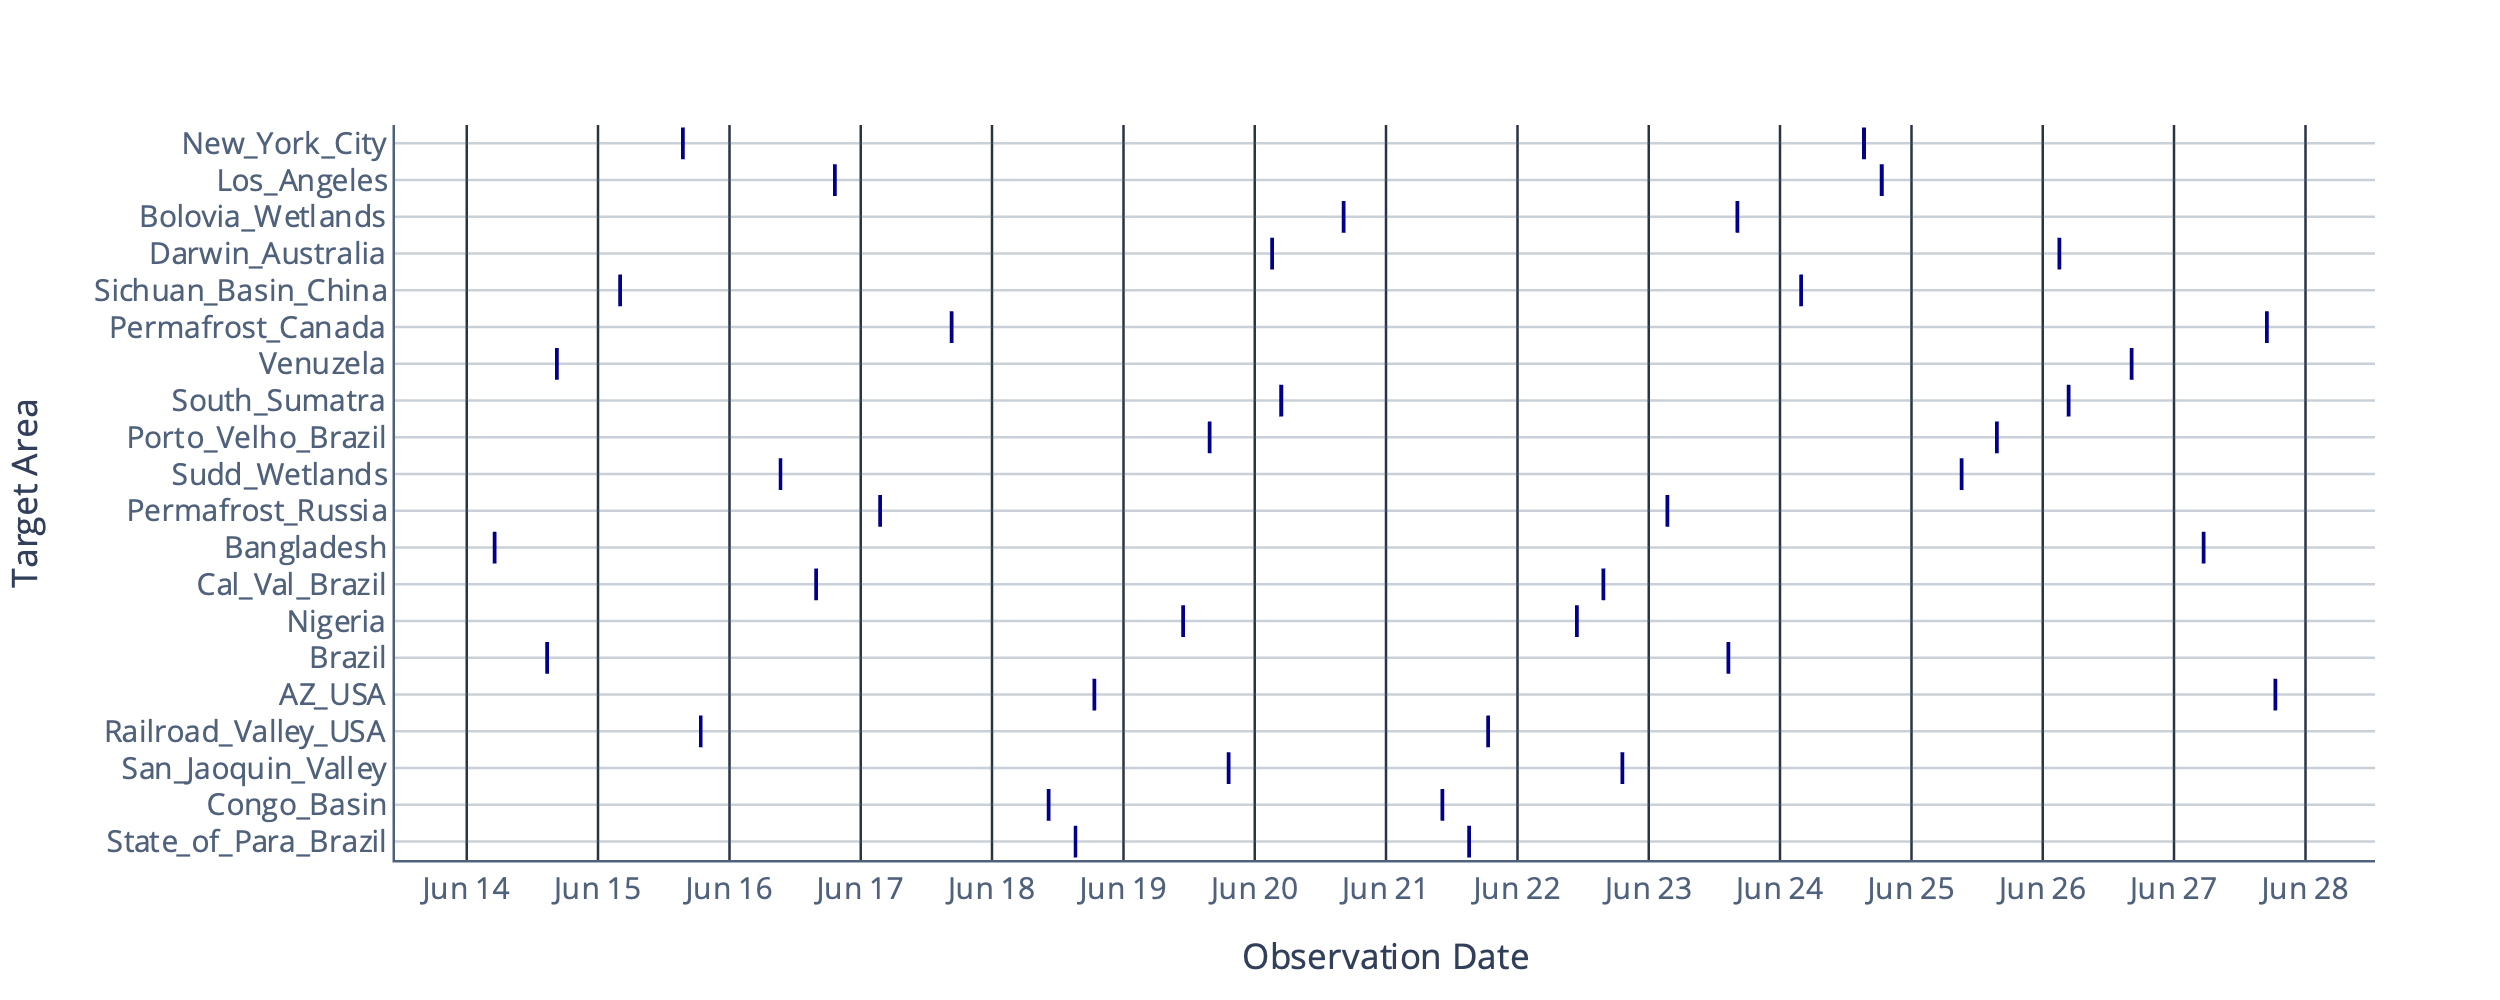 New_York_City
Los_Angeles
Bolovia_Wetlands
Darwin_Australia
Sichuan_Basin_China
Permafrost_Canada
Venuzela
South_Sumatra
Porto_Velho_Brazil
Sudd_Wetlands
Permafrost_Russia
Bangladesh
Cal_Val_Brazil
Nigeria
Brazil
AZ_USA
Railroad_Valley_USA
San_Jaoquin_Valley
Congo_Basin
State_of_Para_Brazil
Target Area
Jun 14 Jun 15 Jun 16 Jun 17 Jun 18 Jun 19 Jun 20 Jun 21 Jun 22 Jun 23 Jun 24 Jun 25 Jun 26 Jun 27 Jun 28
Observation Date